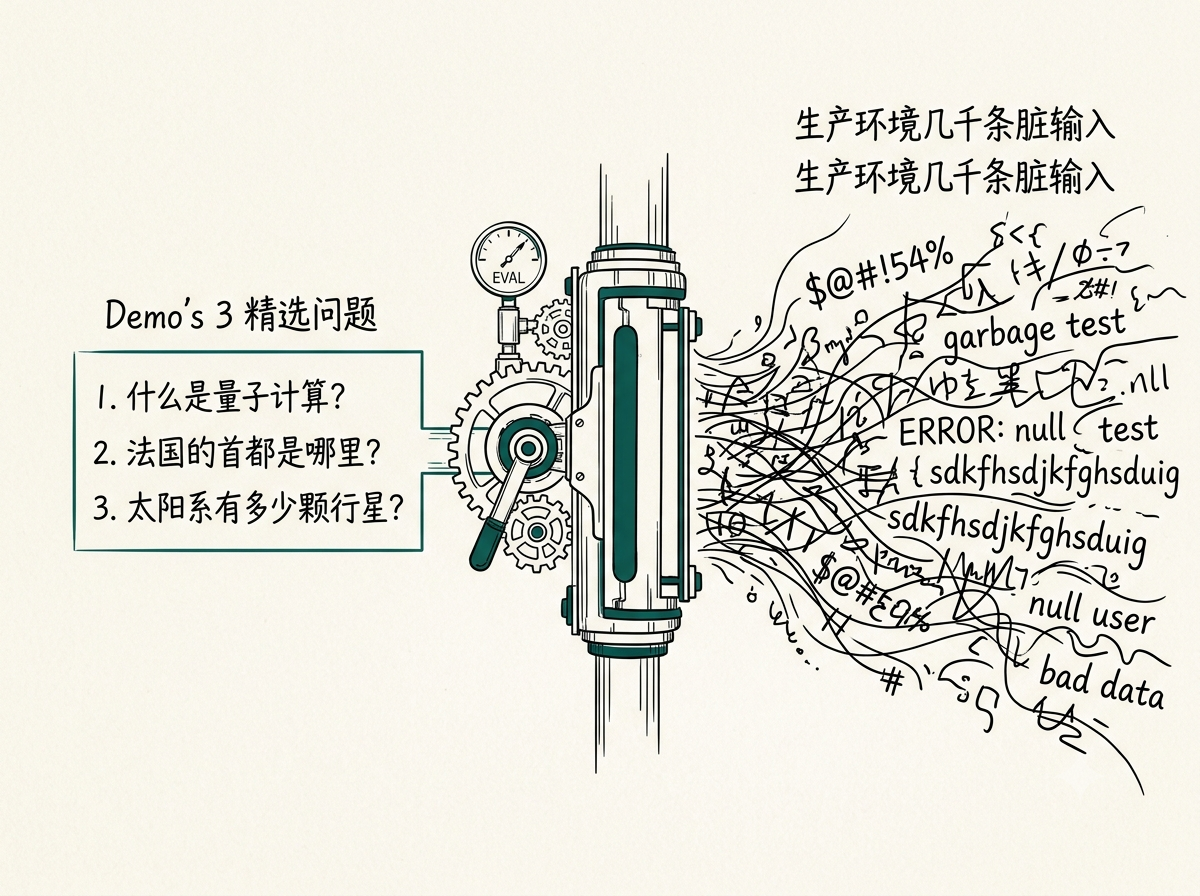 生产环境几千条脏输入
生产环境几千条脏输入
EVAL
Demo's 3 精选问题
1. 什么是量子计算?
2. 法国的首都是哪里?
3. 太阳系有多少颗行星?
$@#!54%
garbage test
.nll
ERROR: null test
{ sdkfhsdjkfghsduig
sdkfhsdjkfghsduig
null user
bad data
#